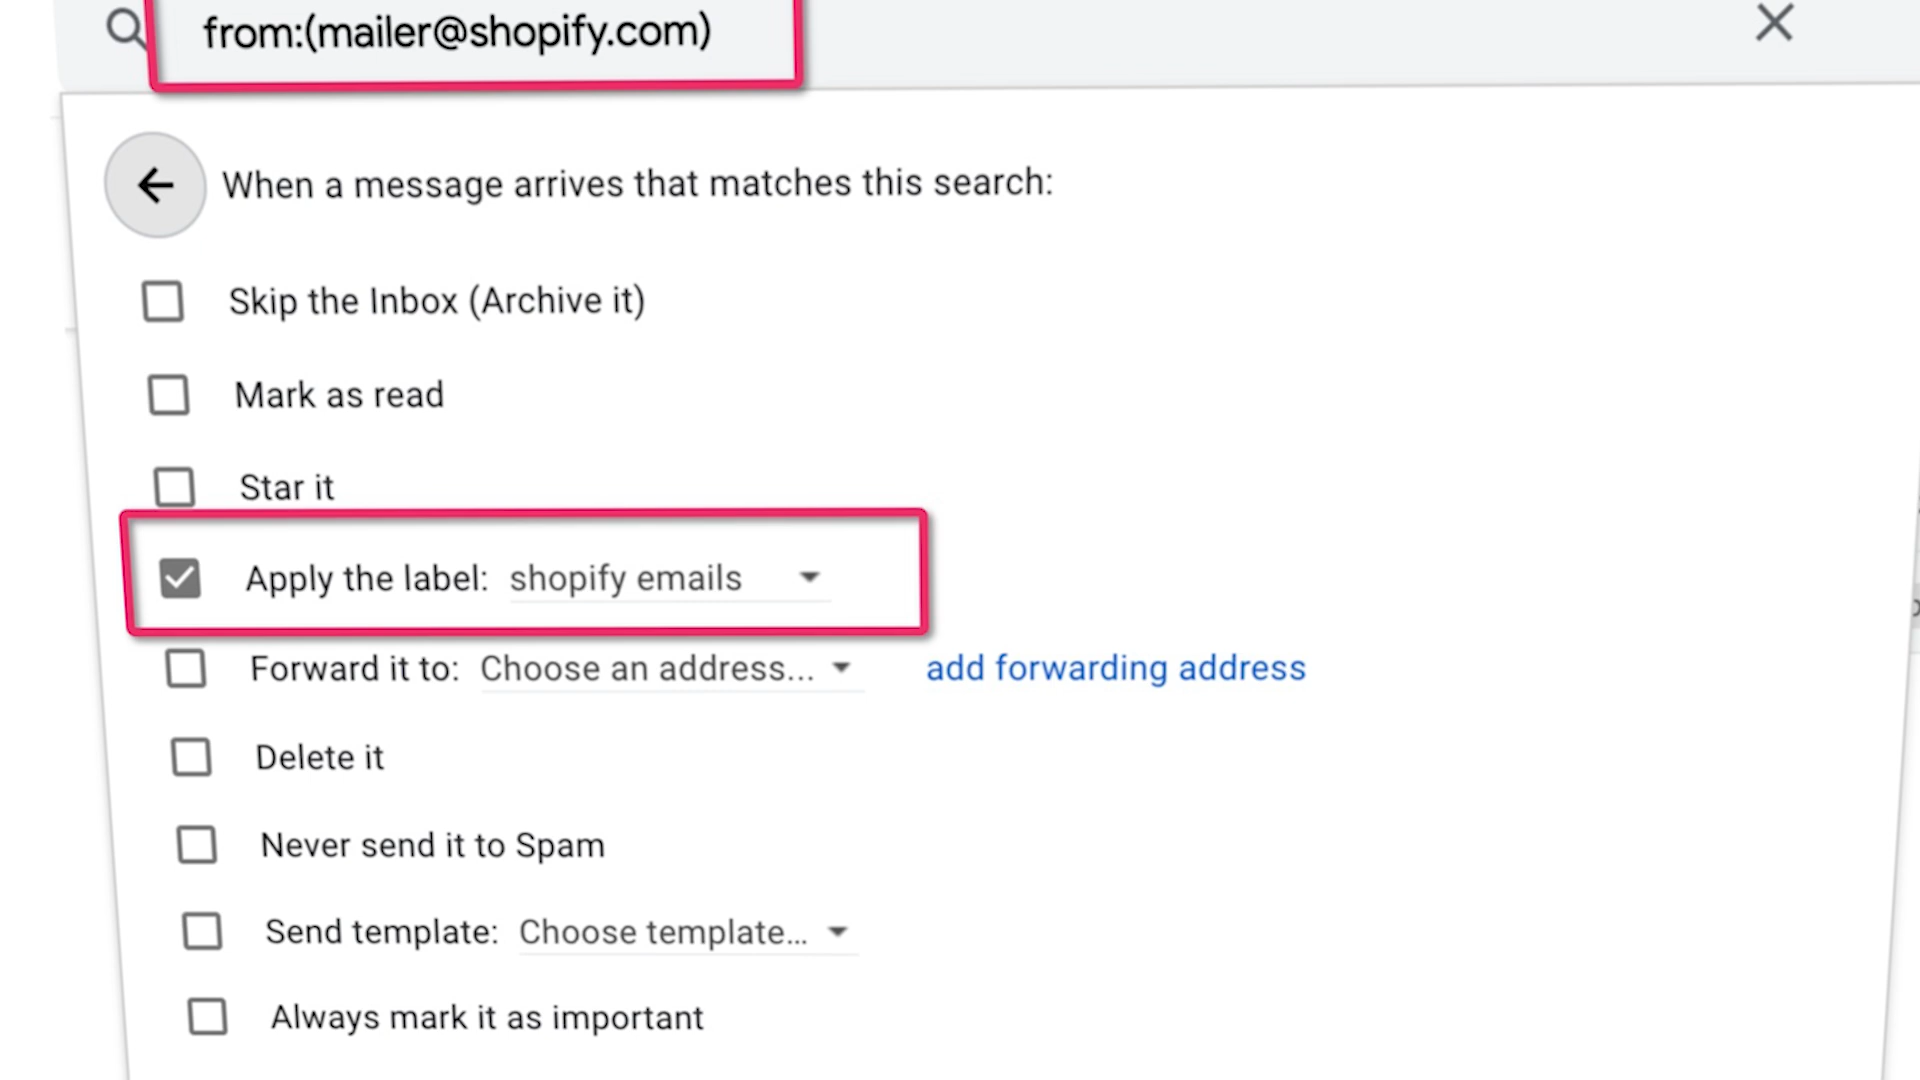 from:(mailer@shopify.com)
When a message arrives that matches this search:
Skip the Inbox (Archive it)
Mark as read
Star it
Apply the label: shopify emails
Forward it to: Choose an address... add forwarding address
Delete it
Never send it to Spam
Send template: Choose template...
Always mark it as important